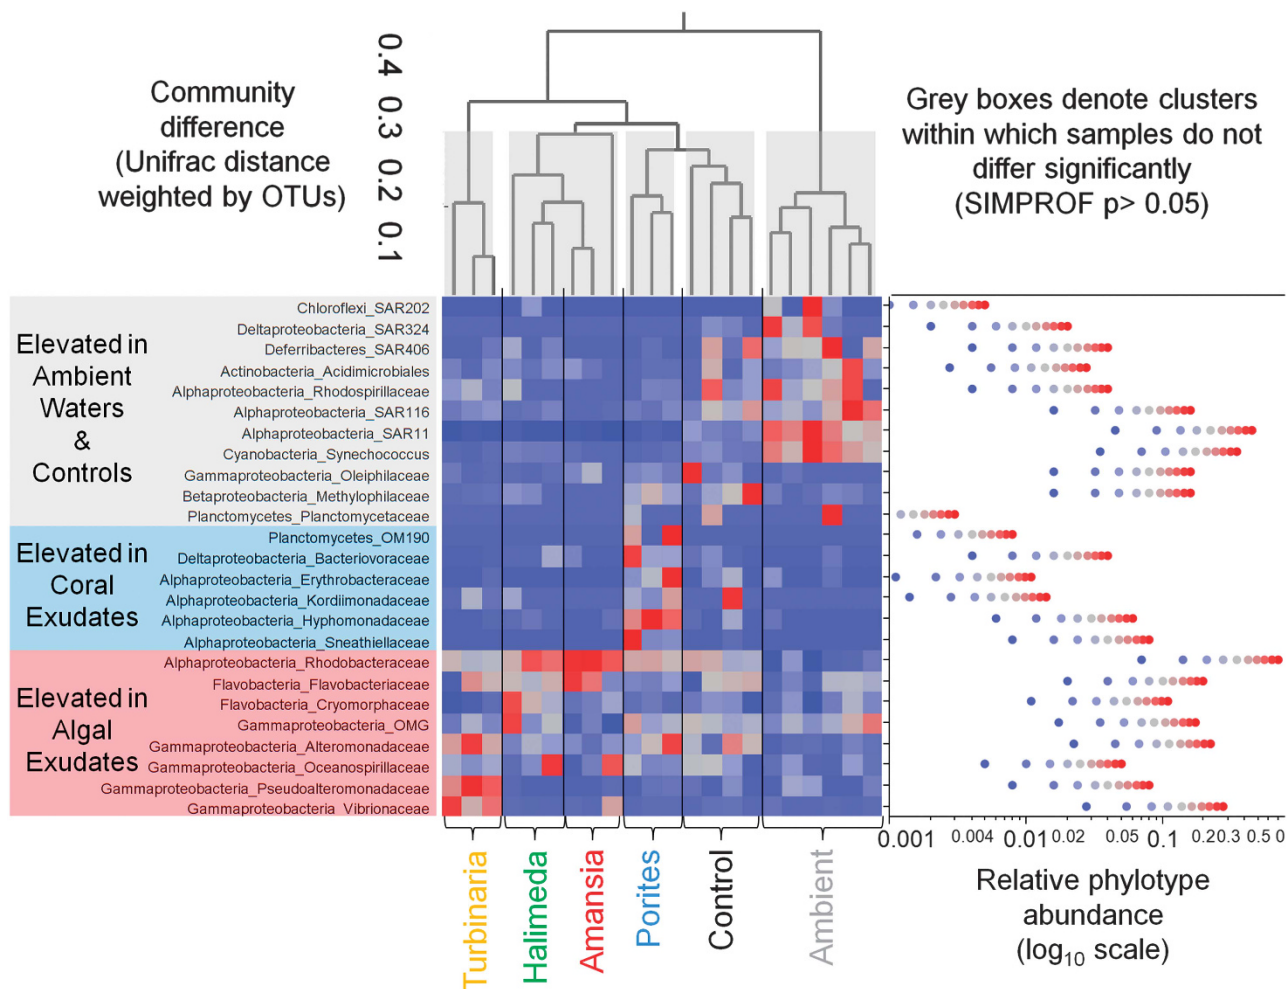 Community
difference
(Unifrac distance
weighted by OTUs)
0.4
0.3
0.2
0.1
Grey boxes denote clusters
within which samples do not
differ significantly
(SIMPROF p> 0.05)
Elevated in
Ambient
Waters
&
Controls
Chloroflexi_SAR202
Deltaproteobacteria_SAR324
Deferribacteres_SAR406
Actinobacteria_Acidimicrobiales
Alphaproteobacteria_Rhodospirillaceae
Alphaproteobacteria_SAR116
Alphaproteobacteria_SAR11
Cyanobacteria_Synechococcus
Gammaproteobacteria_Oleiphilaceae
Betaproteobacteria_Methylophilaceae
Planctomycetes_Planctomycetaceae
Elevated in
Coral
Exudates
Planctomycetes_OM190
Deltaproteobacteria_Bacteriovoraceae
Alphaproteobacteria_Erythrobacteraceae
Alphaproteobacteria_Kordiimonadaceae
Alphaproteobacteria_Hyphomonadaceae
Alphaproteobacteria_Sneathiellaceae
Elevated in
Algal
Exudates
Alphaproteobacteria_Rhodobacteraceae
Flavobacteria_Flavobacteriaceae
Flavobacteria_Cryomorphaceae
Gammaproteobacteria_OMG
Gammaproteobacteria_Alteromonadaceae
Gammaproteobacteria_Oceanospirillaceae
Gammaproteobacteria_Pseudoalteromonadaceae
Gammaproteobacteria_Vibrionaceae
Turbinaria
Halimeda
Amansia
Porites
Control
Ambient
0.001 0.004 0.01 0.02 0.05 0.1 0.2 0.3 0.5 0
Relative phylotype
abundance
(log10 scale)